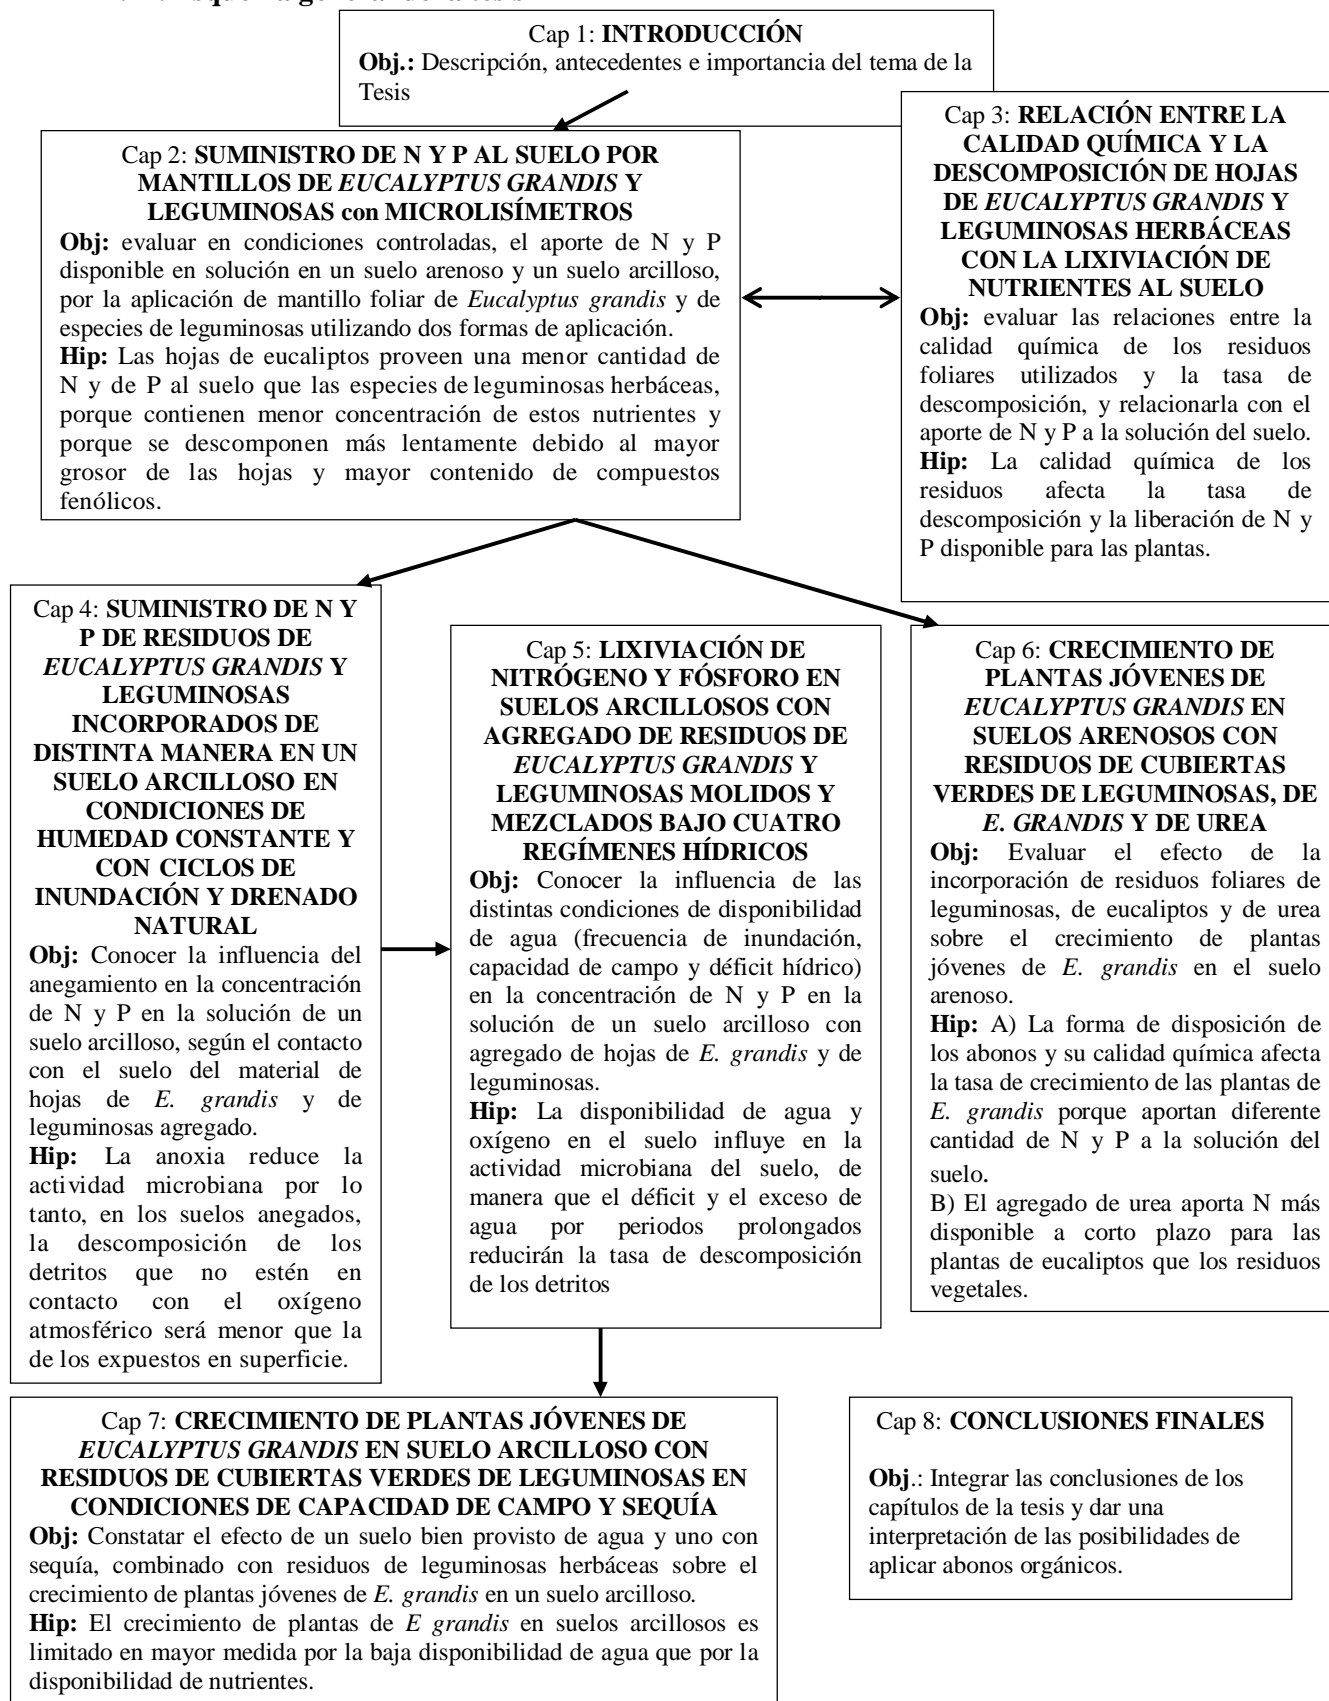 Cap 1: INTRODUCCIÓN
Obj.: Descripción, antecedentes e importancia del tema de la
Tesis
Cap 2: SUMINISTRO DE N Y P AL SUELO POR
MANTILLOS DE EUCALYPTUS GRANDIS Y
LEGUMINOSAS con MICROLISÍMETROS
Obj: evaluar en condiciones controladas, el aporte de N y P
disponible en solución en un suelo arenoso y un suelo arcilloso,
por la aplicación de mantillo foliar de Eucalyptus grandis y de
especies de leguminosas utilizando dos formas de aplicación.
Hip: Las hojas de eucaliptos proveen una menor cantidad de
N y de P al suelo que las especies de leguminosas herbáceas,
porque contienen menor concentración de estos nutrientes y
porque se descomponen más lentamente debido al mayor
grosor de las hojas y mayor contenido de compuestos
fenólicos.
Cap 3: RELACIÓN ENTRE LA
CALIDAD QUÍMICA Y LA
DESCOMPOSICIÓN DE HOJAS
DE EUCALYPTUS GRANDIS Y
LEGUMINOSAS HERBÁCEAS
CON LA LIXIVIACIÓN DE
NUTRIENTES AL SUELO
Obj: evaluar las relaciones entre la
calidad química de los residuos
foliares utilizados y la tasa de
descomposición, y relacionarla con el
aporte de N y P a la solución del suelo.
Hip: La calidad química de los
residuos afecta la tasa de
descomposición y la liberación de N y
P disponible para las plantas.
Cap 4: SUMINISTRO DE N Y
P DE RESIDUOS DE
EUCALYPTUS GRANDIS Y
LEGUMINOSAS
INCORPORADOS DE
DISTINTA MANERA EN UN
SUELO ARCILLOSO EN
CONDICIONES DE
HUMEDAD CONSTANTE Y
CON CICLOS DE
INUNDACIÓN Y DRENADO
NATURAL
Obj: Conocer la influencia del
anegamiento en la concentración
de N y P en la solución de un
suelo arcilloso, según el contacto
con el suelo del material de
hojas de E. grandis y de
leguminosas agregado.
Hip: La anoxia reduce la
actividad microbiana por lo
tanto, en los suelos anegados,
la descomposición de los
detritos que no estén en
contacto con el oxígeno
atmosférico será menor que la
de los expuestos en superficie.
Cap 5: LIXIVIACIÓN DE
NITRÓGENO Y FÓSFORO EN
SUELOS ARCILLOSOS CON
AGREGADO DE RESIDUOS DE
EUCALYPTUS GRANDIS Y
LEGUMINOSAS MOLIDOS Y
MEZCLADOS BAJO CUATRO
REGÍMENES HÍDRICOS
Obj: Conocer la influencia de las
distintas condiciones de disponibilidad
de agua (frecuencia de inundación,
capacidad de campo y déficit hídrico)
en la concentración de N y P en la
solución de un suelo arcilloso con
agregado de hojas de E. grandis y de
leguminosas.
Hip: La disponibilidad de agua y
oxígeno en el suelo influye en la
actividad microbiana del suelo, de
manera que el déficit y el exceso de
agua por periodos prolongados
reducirán la tasa de descomposición
de los detritos
Cap 6: CRECIMIENTO DE
PLANTAS JÓVENES DE
EUCALYPTUS GRANDIS EN
SUELOS ARENOSOS CON
RESIDUOS DE CUBIERTAS
VERDES DE LEGUMINOSAS, DE
E. GRANDIS Y DE UREA
Obj: Evaluar el efecto de la
incorporación de residuos foliares de
leguminosas, de eucaliptos y de urea
sobre el crecimiento de plantas
jóvenes de E. grandis en el suelo
arenoso.
Hip: A) La forma de disposición de
los abonos y su calidad química afecta
la tasa de crecimiento de las plantas de
E. grandis porque aportan diferente
cantidad de N y P a la solución del
suelo.
B) El agregado de urea aporta N más
disponible a corto plazo para las
plantas de eucaliptos que los residuos
vegetales.
Cap 7: CRECIMIENTO DE PLANTAS JÓVENES DE
EUCALYPTUS GRANDIS EN SUELO ARCILLOSO CON
RESIDUOS DE CUBIERTAS VERDES DE LEGUMINOSAS EN
CONDICIONES DE CAPACIDAD DE CAMPO Y SEQUÍA
Obj: Constatar el efecto de un suelo bien provisto de agua y uno con
sequía, combinado con residuos de leguminosas herbáceas sobre el
crecimiento de plantas jóvenes de E. grandis en un suelo arcilloso.
Hip: El crecimiento de plantas de E grandis en suelos arcillosos es
limitado en mayor medida por la baja disponibilidad de agua que por la
disponibilidad de nutrientes.
Cap 8: CONCLUSIONES FINALES
Obj.: Integrar las conclusiones de los
capítulos de la tesis y dar una
interpretación de las posibilidades de
aplicar abonos orgánicos.